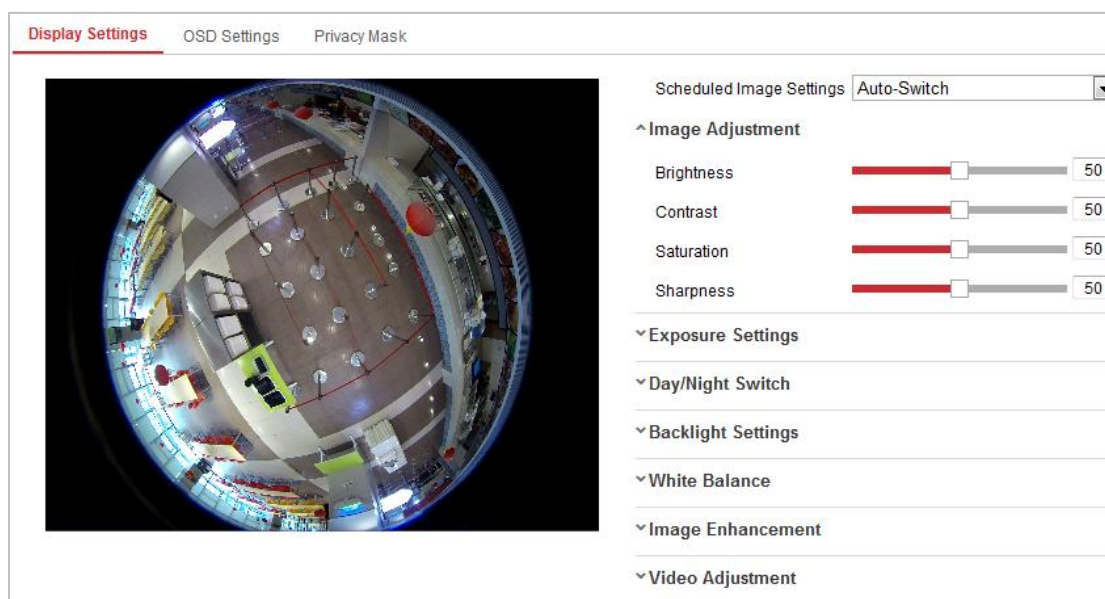 Display Settings OSD Settings Privacy Mask
Scheduled Image Settings Auto-Switch
Image Adjustment
Brightness 50
Contrast 50
Saturation 50
Sharpness 50
Exposure Settings
Day/Night Switch
Backlight Settings
White Balance
Image Enhancement
Video Adjustment